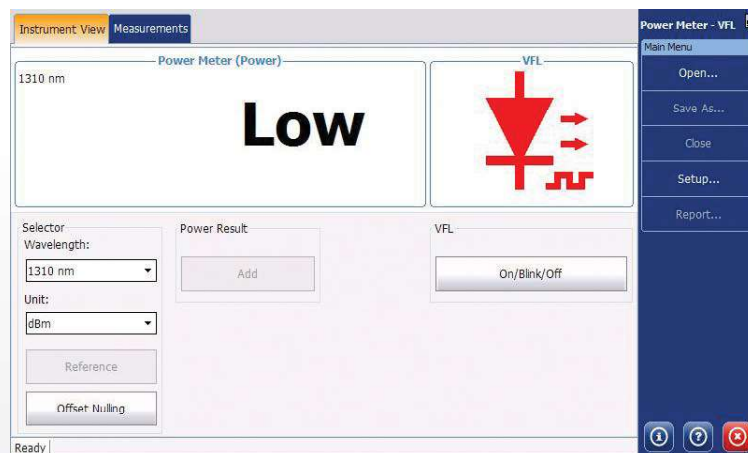 Instrument View
Measurements
Power Meter - VFL
Main Menu
Open...
Save As...
Close
Setup...
Report...
Power Meter (Power)
1310 nm
Low
VFL
Selector
Wavelength:
1310 nm
Unit:
dBm
Reference
Offset Nulling
Power Result
Add
VFL
On/Blink/Off
Ready